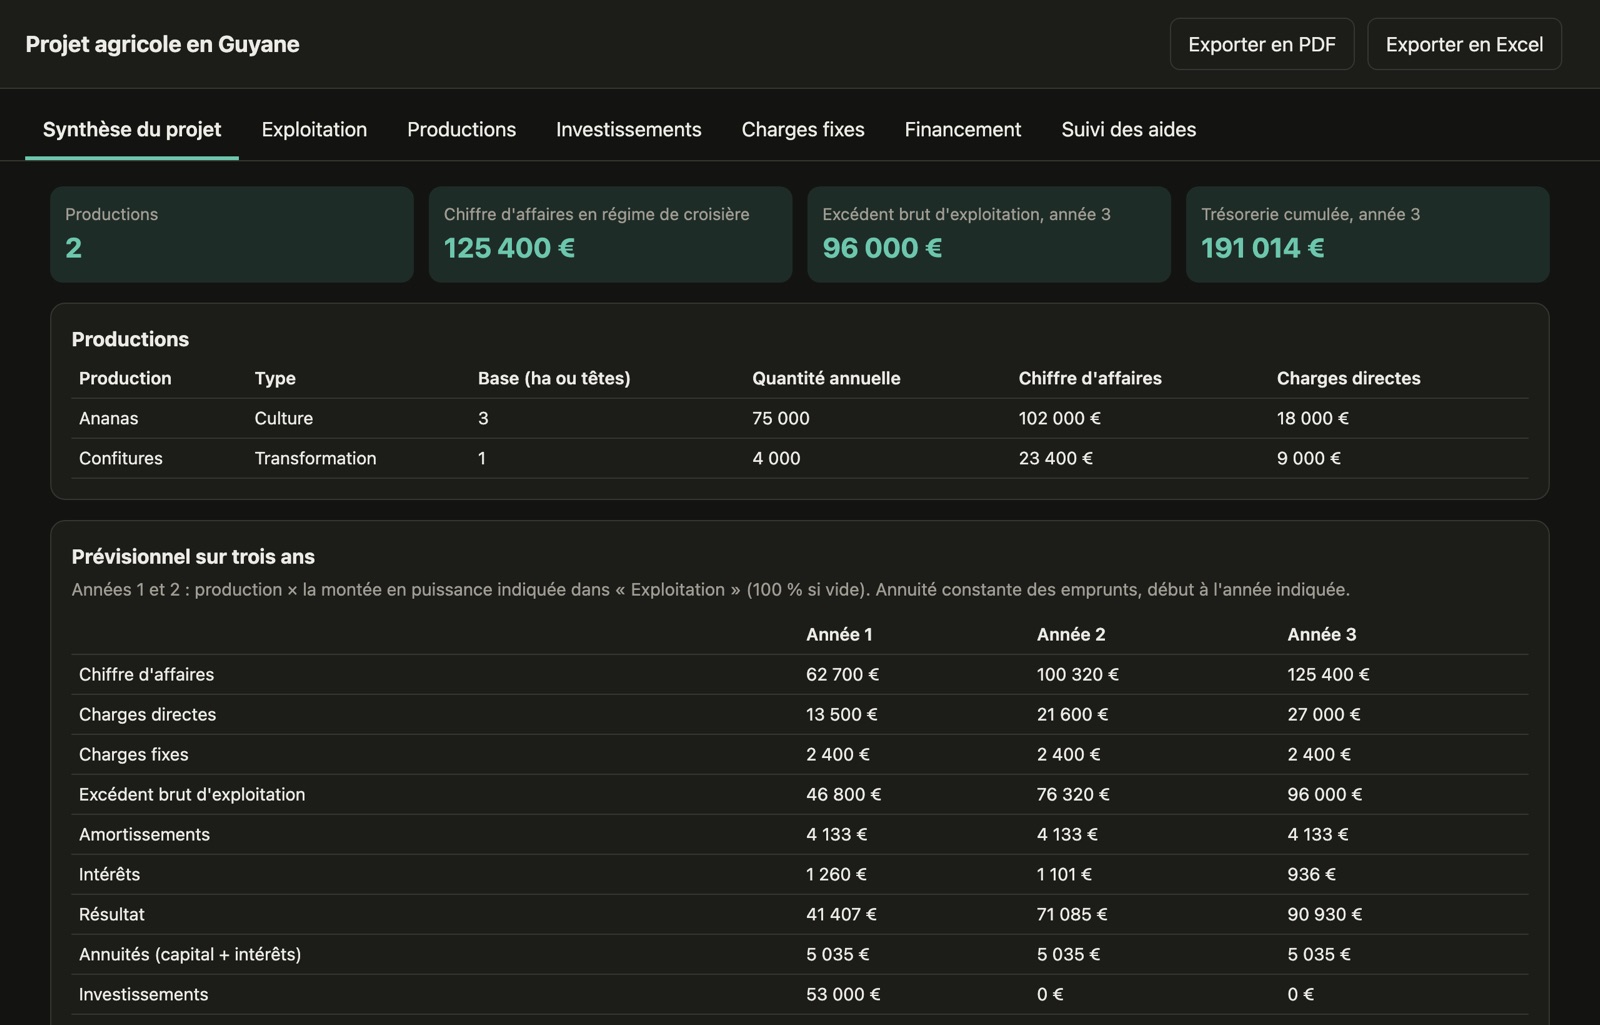 Projet agricole en Guyane
Exporter en PDF
Exporter en Excel
Synthèse du projet Exploitation Productions Investissements Charges fixes Financement Suivi des aides
Productions
2
Chiffre d'affaires en régime de croisière
125 400 €
Excédent brut d'exploitation, année 3
96 000 €
Trésorerie cumulée, année 3
191 014 €
Productions
Production Type Base (ha ou têtes) Quantité annuelle Chiffre d'affaires Charges directes
Ananas Culture 3 75 000 102 000 € 18 000 €
Confitures Transformation 1 4 000 23 400 € 9 000 €
Prévisionnel sur trois ans
Années 1 et 2 : production × la montée en puissance indiquée dans « Exploitation » (100 % si vide). Annuité constante des emprunts, début à l'année indiquée.
Année 1 Année 2 Année 3
Chiffre d'affaires 62 700 € 100 320 € 125 400 €
Charges directes 13 500 € 21 600 € 27 000 €
Charges fixes 2 400 € 2 400 € 2 400 €
Excédent brut d'exploitation 46 800 € 76 320 € 96 000 €
Amortissements 4 133 € 4 133 € 4 133 €
Intérêts 1 260 € 1 101 € 936 €
Résultat 41 407 € 71 085 € 90 930 €
Annuités (capital + intérêts) 5 035 € 5 035 € 5 035 €
Investissements 53 000 € 0 € 0 €